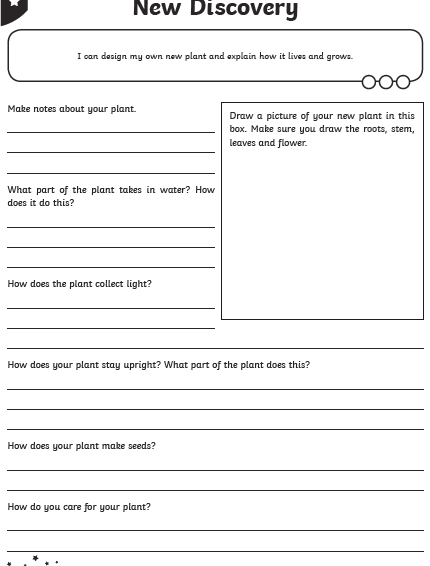 New Discovery
I can design my own new plant and explain how it lives and grows.
Make notes about your plant.
Draw a picture of your new plant in this
box. Make sure you draw the roots, stem,
leaves and flower.
What part of the plant takes in water? How
does it do this?
How does the plant collect light?
How does your plant stay upright? What part of the plant does this?
How does your plant make seeds?
How do you care for your plant?